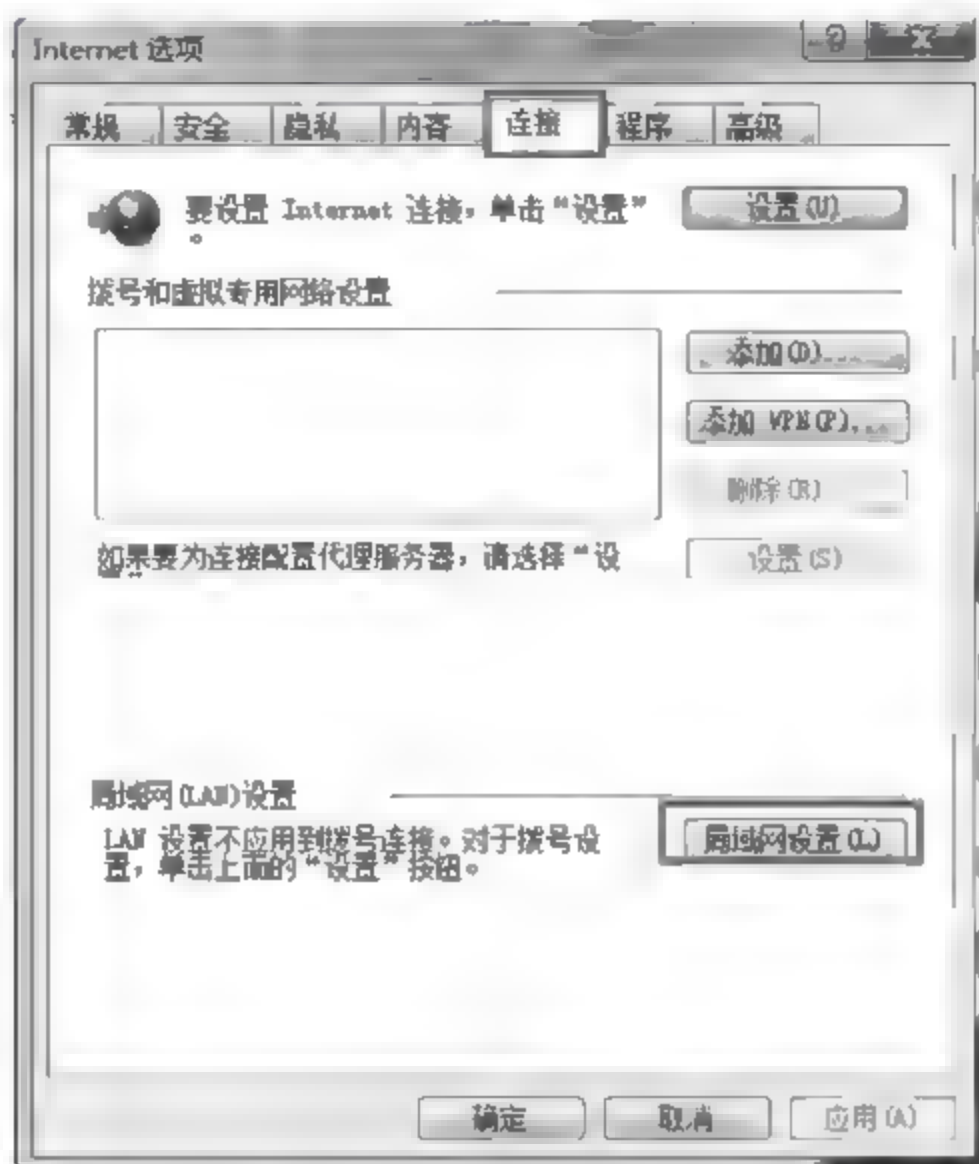 Internet 选项
常规 安全 隐私 内容 连接 程序 高级
要设置 Internet 连接，单击“设置” 设置(U)
。
拨号和虚拟专用网络设置
添加(D)...
添加 VPN(P)...
删除(R)
如果要为连接配置代理服务器，请选择“设 设置(S)
局域网(LAN)设置
LAN 设置不应用到拨号连接。对于拨号设 局域网设置(L)
置，单击上面的“设置”按钮。
确定 取消 应用(A)